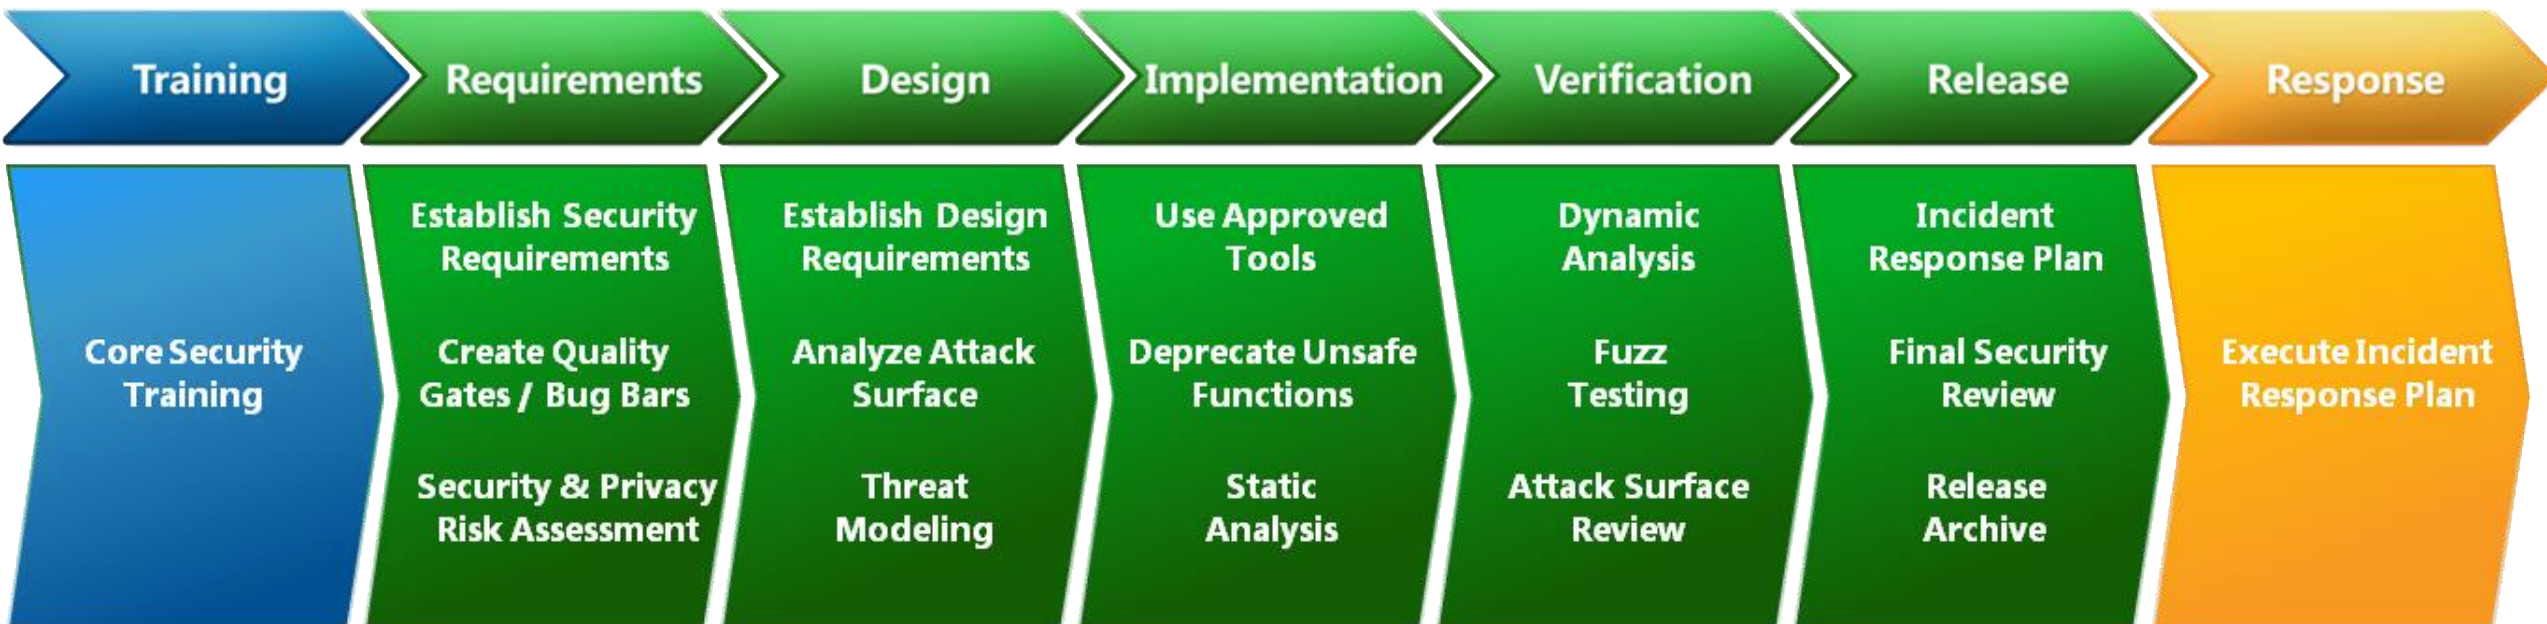 Training
Requirements
Design
Implementation
Verification
Release
Response
Core Security
Training
Establish Security
Requirements
Create Quality
Gates / Bug Bars
Security & Privacy
Risk Assessment
Establish Design
Requirements
Analyze Attack
Surface
Threat
Modeling
Use Approved
Tools
Deprecate Unsafe
Functions
Static
Analysis
Dynamic
Analysis
Fuzz
Testing
Attack Surface
Review
Incident
Response Plan
Final Security
Review
Release
Archive
Execute Incident
Response Plan